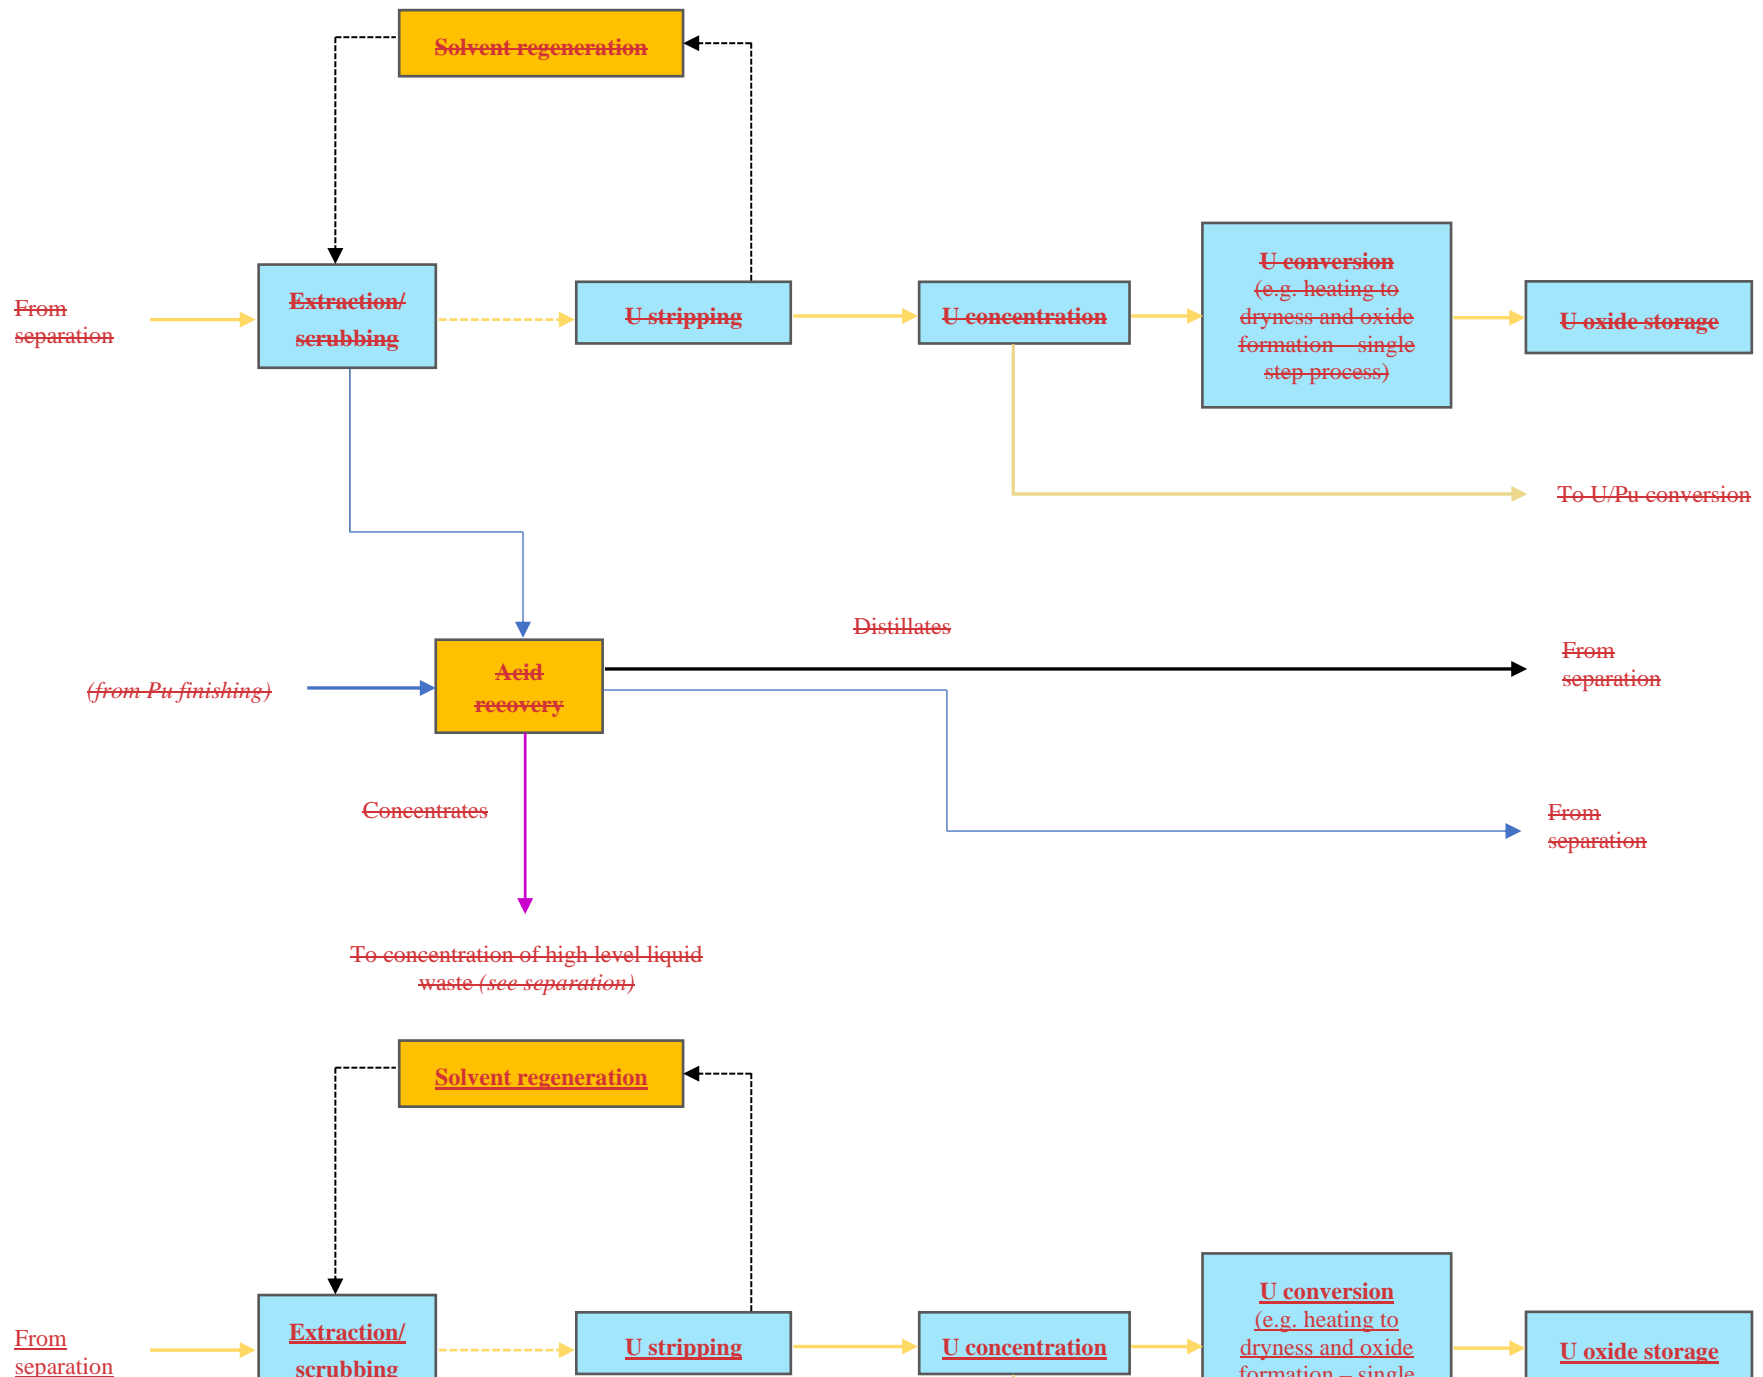 Solvent regeneration
From
separation
Extraction/
scrubbing
U stripping
U concentration
U conversion
(e.g. heating to
dryness and oxide
formation – single
step process)
U oxide storage
To U/Pu conversion
Distillates
From
separation
(from Pu finishing)
Acid
recovery
Concentrates
From
separation
To concentration of high level liquid
waste (see separation)
Solvent regeneration
From
separation
Extraction/
scrubbing
U stripping
U concentration
U conversion
(e.g. heating to
dryness and oxide
formation – single
U oxide storage